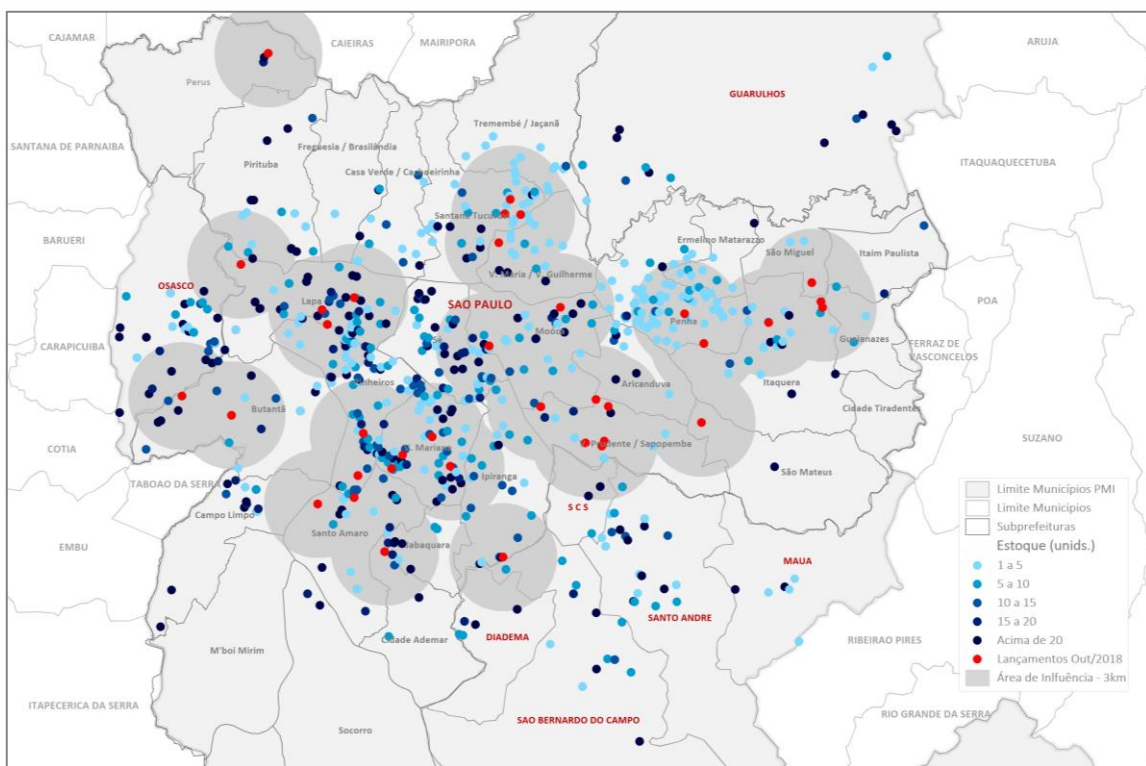 CAJAMAR
CAIEIRAS
MAIRIPORA
ARUJA
Perus
GUARULHOS
Tremembé / Jaçanã
SANTANA DE PARNAIBA
Freguesia / Brasilândia
ITAQUAQUECETUBA
Pirituba
Casa Verde / Cachoeirinha
Santana Tucuruvi
BARUERI
Ermelino Matarazzo
São Miguel
Itaim Paulista
V. Maria / V. Guilherme
OSASCO
Lapa
SAO PAULO
POA
Penha
Mooca
Sé
Guaianazes
CARAPICUIBA
FERRAZ DE
VASCONCELOS
Pinheiros
Aricanduva
Itaquera
Butantã
Cidade Tiradentes
COTIA
SUZANO
V. Mariana
V. Prudente / Sapopemba
São Mateus
Ipiranga
TABOAO DA SERRA
S C S
Campo Limpo
Santo Amaro
EMBU
Jabaquara
MAUA
SANTO ANDRE
DIADEMA
Cidade Ademar
RIBEIRAO PIRES
M'boi Mirim
ITAPECERICA DA SERRA
SAO BERNARDO DO CAMPO
RIO GRANDE DA SERRA
Socorro
Limite Municípios PMI
Limite Municipios
Subprefeituras
Estoque (unids.)
1 a 5
5 a 10
10 a 15
15 a 20
Acima de 20
Lançamentos Out/2018
Área de Inlfuência - 3km